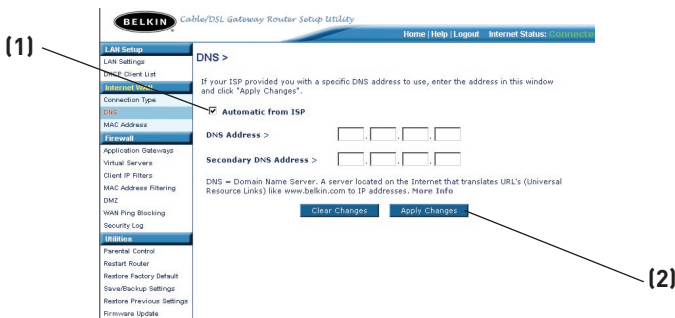 BELKIN
Cable/DSL Gateway Router Setup Utility
Home | Help | Logout Internet Status: Connecte
(1)
LAN Setup
LAN Settings
DHCP Client List
Internet WAN
Connection Type
DNS
MAC Address
Firewall
Application Gateways
Virtual Servers
Client IP Filters
MAC Address Filtering
DMZ
WAN Ping Blocking
Security Log
Utilities
Parental Control
Restart Router
Restore Factory Default
Save/Backup Settings
Restore Previous Settings
Firmware Update
DNS >
If your ISP provided you with a specific DNS address to use, enter the address in this window
and click "Apply Changes".
Automatic from ISP
DNS Address > . . .
Secondary DNS Address > . . .
DNS = Domain Name Server. A server located on the Internet that translates URL's (Universal
Resource Links) like www.belkin.com to IP addresses. More Info
Clear Changes Apply Changes
(2)